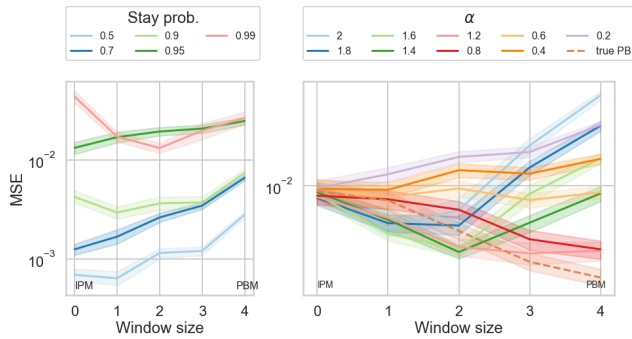 Stay prob.
0.5 0.9 0.99
0.7 0.95
α
2 1.6 1.2 0.6 0.2
1.8 1.4 0.8 0.4 true PB
MSE
10⁻²
10⁻³
IPM PBM
0 1 2 3 4
Window size
10⁻²
IPM PBM
0 1 2 3 4
Window size